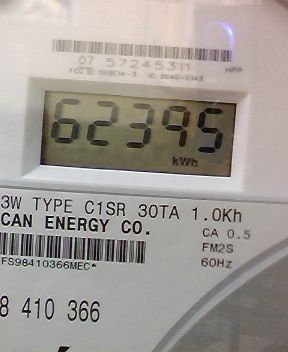 07 57245311 HPP
62395
kWh
3W TYPE C1SR 30TA 1.0Kh
CAN ENERGY CO. CA 0.5
FM2S
FS98410366MEC* 60Hz
8 410 366